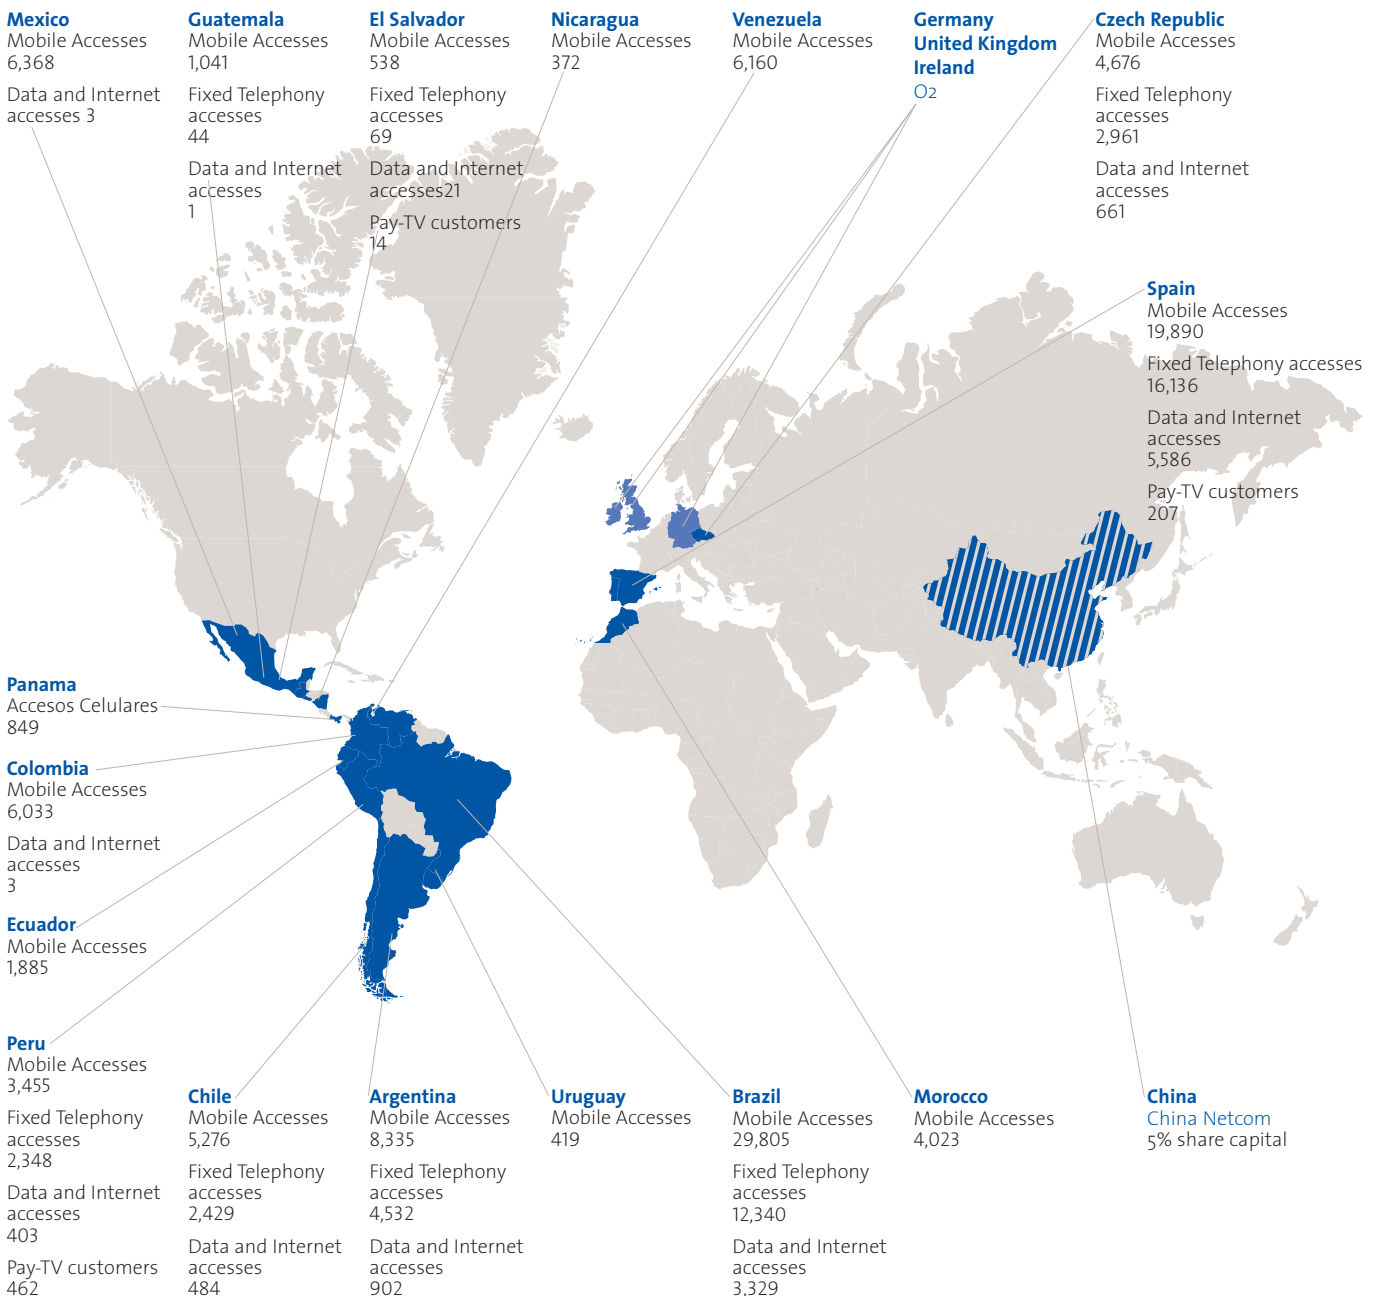 Mexico
Mobile Accesses
6,368
Data and Internet
accesses 3
Guatemala
Mobile Accesses
1,041
Fixed Telephony
accesses
44
Data and Internet
accesses
1
El Salvador
Mobile Accesses
538
Fixed Telephony
accesses
69
Data and Internet
accesses21
Pay-TV customers
14
Nicaragua
Mobile Accesses
372
Venezuela
Mobile Accesses
6,160
Germany
United Kingdom
Ireland
O2
Czech Republic
Mobile Accesses
4,676
Fixed Telephony
accesses
2,961
Data and Internet
accesses
661
Spain
Mobile Accesses
19,890
Fixed Telephony accesses
16,136
Data and Internet
accesses
5,586
Pay-TV customers
207
Panama
Accesos Celulares
849
Colombia
Mobile Accesses
6,033
Data and Internet
accesses
3
Ecuador
Mobile Accesses
1,885
Peru
Mobile Accesses
3,455
Fixed Telephony
accesses
2,348
Data and Internet
accesses
403
Pay-TV customers
462
Chile
Mobile Accesses
5,276
Fixed Telephony
accesses
2,429
Data and Internet
accesses
484
Argentina
Mobile Accesses
8,335
Fixed Telephony
accesses
4,532
Data and Internet
accesses
902
Uruguay
Mobile Accesses
419
Brazil
Mobile Accesses
29,805
Fixed Telephony
accesses
12,340
Data and Internet
accesses
3,329
Morocco
Mobile Accesses
4,023
China
China Netcom
5% share capital